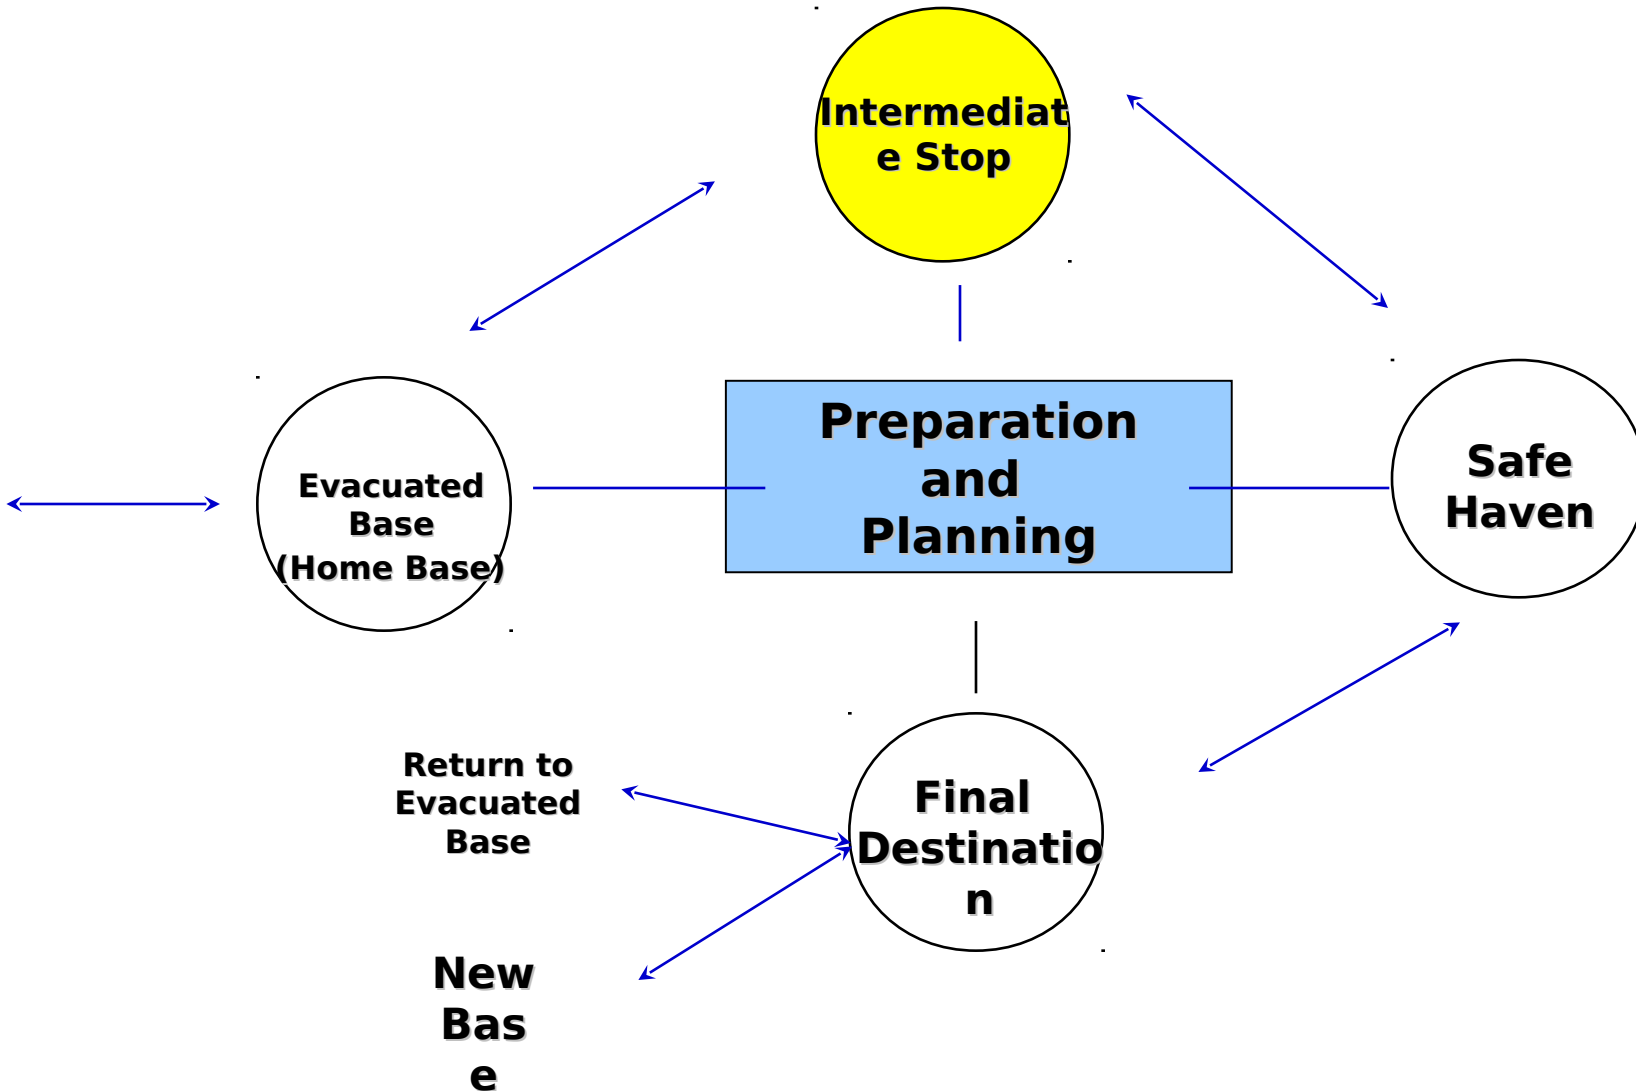 Intermediat
e Stop
Preparation
and
Planning
Evacuated
Base
(Home Base)
Safe
Haven
Return to
Evacuated
Base
Final
Destinatio
n
New
Bas
e